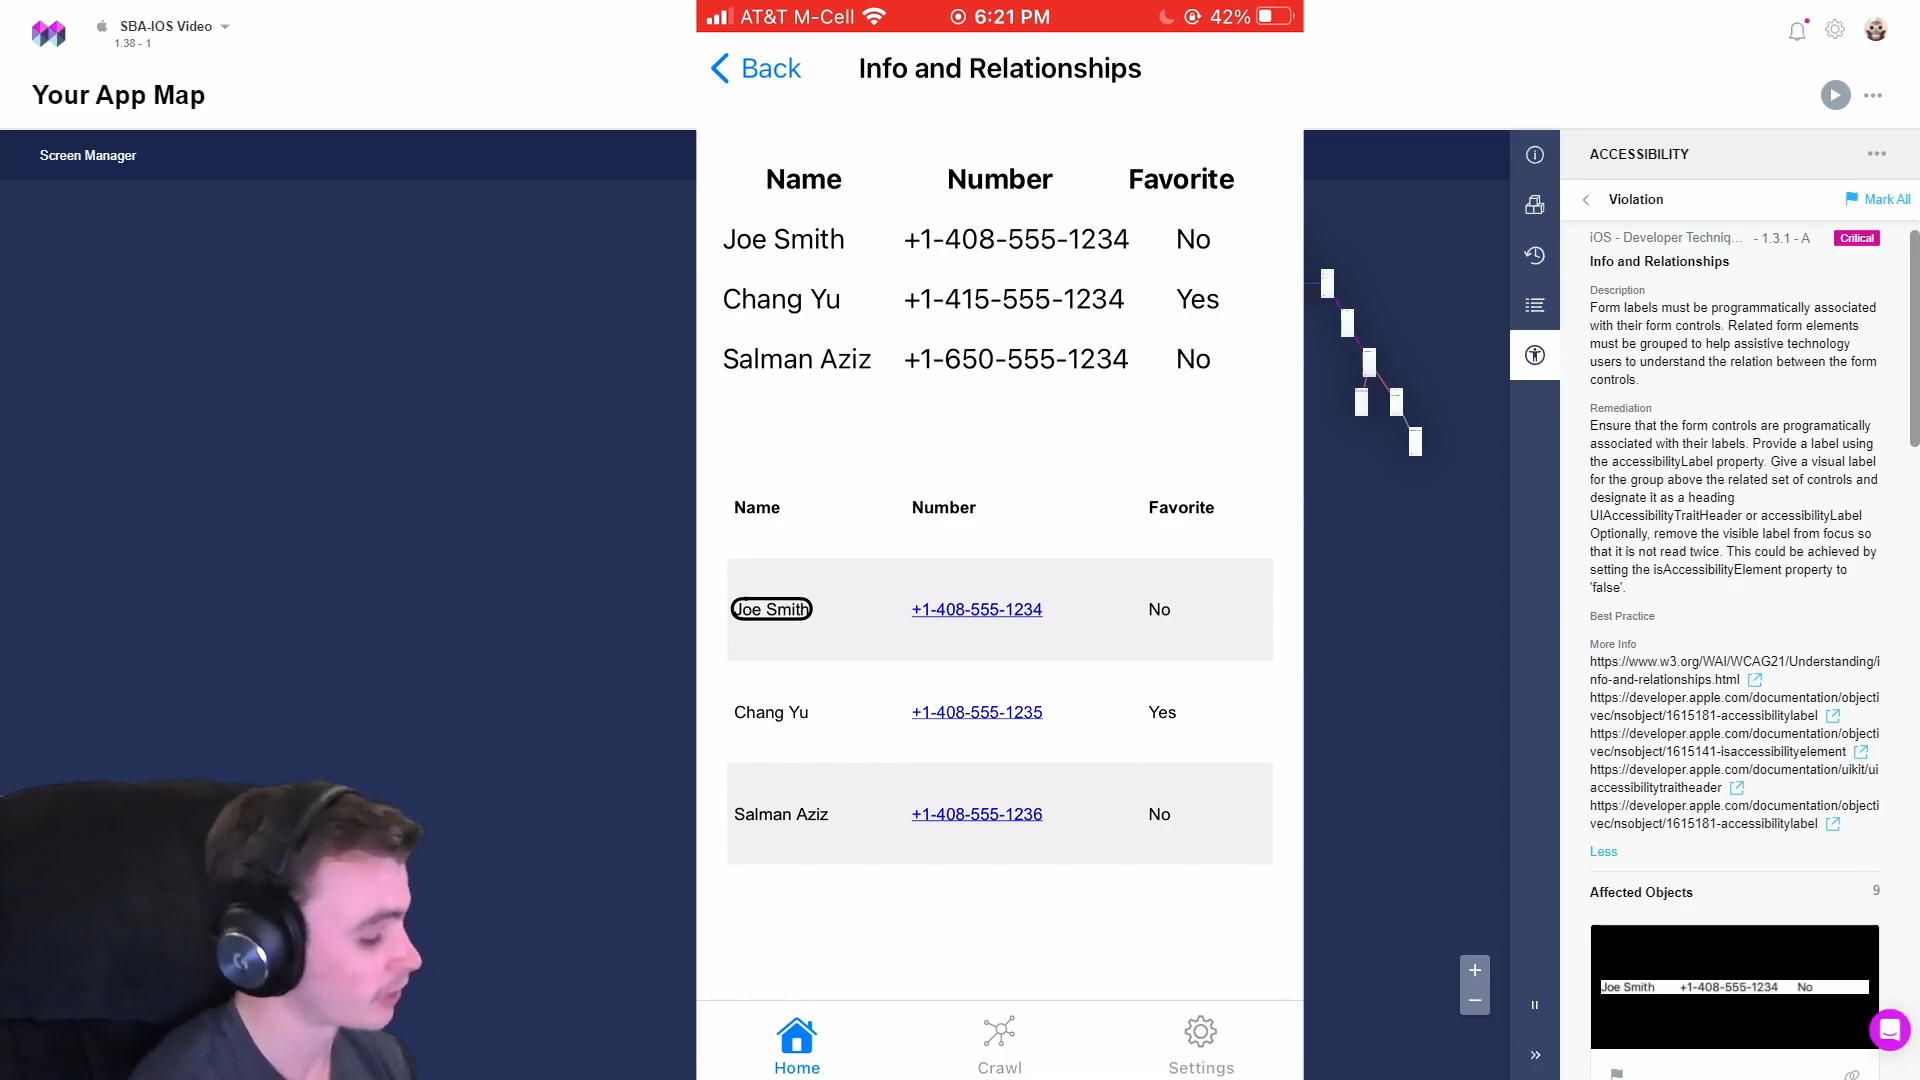 SBA-IOS Video
1.38 - 1
Your App Map
Screen Manager
AT&T M-Cell 6:21 PM 42%
Back Info and Relationships
Name Number Favorite
Joe Smith +1-408-555-1234 No
Chang Yu +1-415-555-1234 Yes
Salman Aziz +1-650-555-1234 No
Name Number Favorite
Joe Smith +1-408-555-1234 No
Chang Yu +1-408-555-1235 Yes
Salman Aziz +1-408-555-1236 No
Home Crawl Settings
ACCESSIBILITY
Violation Mark All
iOS - Developer Techniq... - 1.3.1 - A Critical
Info and Relationships
Description
Form labels must be programmatically associated
with their form controls. Related form elements
must be grouped to help assistive technology
users to understand the relation between the form
controls.
Remediation
Ensure that the form controls are programatically
associated with their labels. Provide a label using
the accessibilityLabel property. Give a visual label
for the group above the related set of controls and
designate it as a heading
UIAccessibilityTraitHeader or accessibilityLabel
Optionally, remove the visible label from focus so
that it is not read twice. This could be achieved by
setting the isAccessibilityElement property to
'false'.
Best Practice
More Info
https://www.w3.org/WAI/WCAG21/Understanding/i
nfo-and-relationships.html
https://developer.apple.com/documentation/objecti
vec/nsobject/1615181-accessibilitylabel
https://developer.apple.com/documentation/objecti
vec/nsobject/1615141-isaccessibilityelement
https://developer.apple.com/documentation/uikit/ui
accessibilitytraitheader
https://developer.apple.com/documentation/objecti
vec/nsobject/1615181-accessibilitylabel
Less
Affected Objects 9
Joe Smith +1-408-555-1234 No